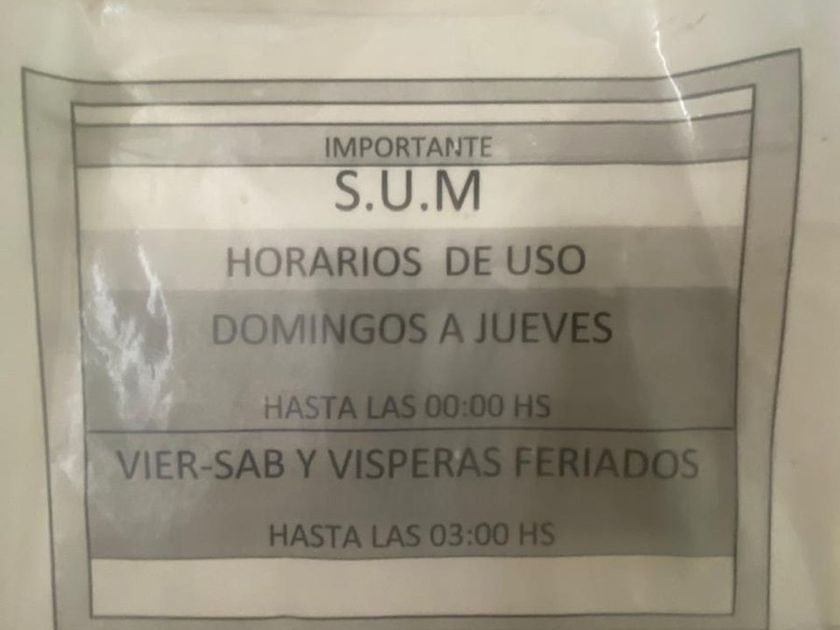 IMPORTANTE
S.U.M
HORARIOS DE USO
DOMINGOS A JUEVES
HASTA LAS 00:00 HS
VIER-SAB Y VISPERAS FERIADOS
HASTA LAS 03:00 HS